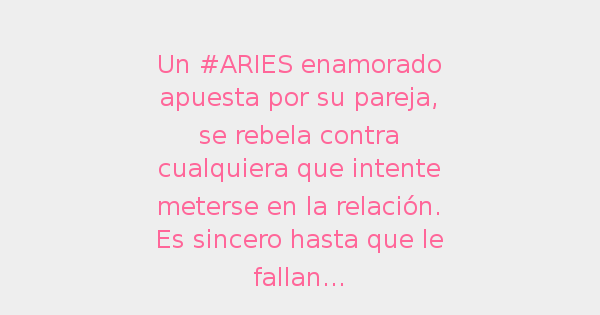 Un #ARIES enamorado
apuesta por su pareja,
se rebela contra
cualquiera que intente
meterse en la relación.
Es sincero hasta que le
fallan...